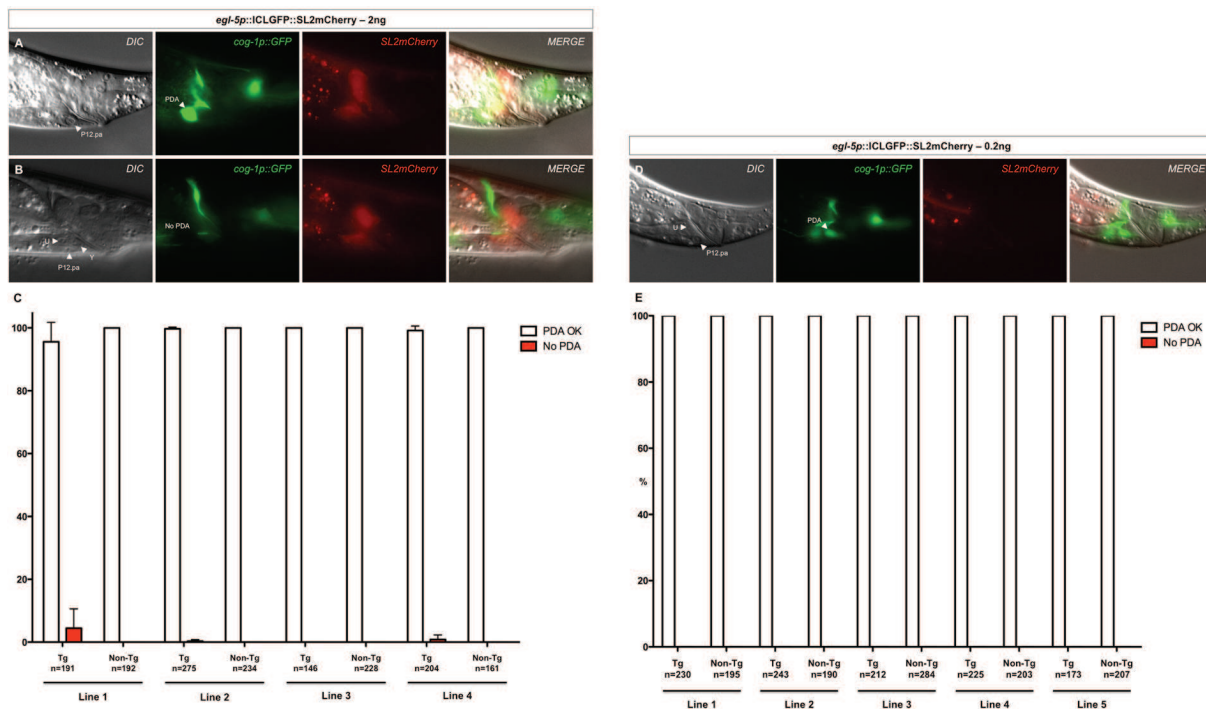 egl-5p::ICLGFP::SL2mCherry – 2ng
A
DIC
cog-1p::GFP
SL2mCherry
MERGE
PDA
P12.pa
B
DIC
cog-1p::GFP
SL2mCherry
MERGE
No PDA
U
Y
P12.pa
C
PDA OK
No PDA
100
80
60
40
20
0
Tg Non-Tg Tg Non-Tg Tg Non-Tg Tg Non-Tg
n=191 n=192 n=275 n=234 n=146 n=228 n=204 n=161
Line 1 Line 2 Line 3 Line 4
egl-5p::ICLGFP::SL2mCherry – 0.2ng
D
DIC
cog-1p::GFP
SL2mCherry
MERGE
PDA
U
P12.pa
E
PDA OK
No PDA
100
80
60
%
40
20
0
Tg Non-Tg Tg Non-Tg Tg Non-Tg Tg Non-Tg Tg Non-Tg
n=230 n=195 n=243 n=190 n=212 n=284 n=225 n=203 n=173 n=207
Line 1 Line 2 Line 3 Line 4 Line 5